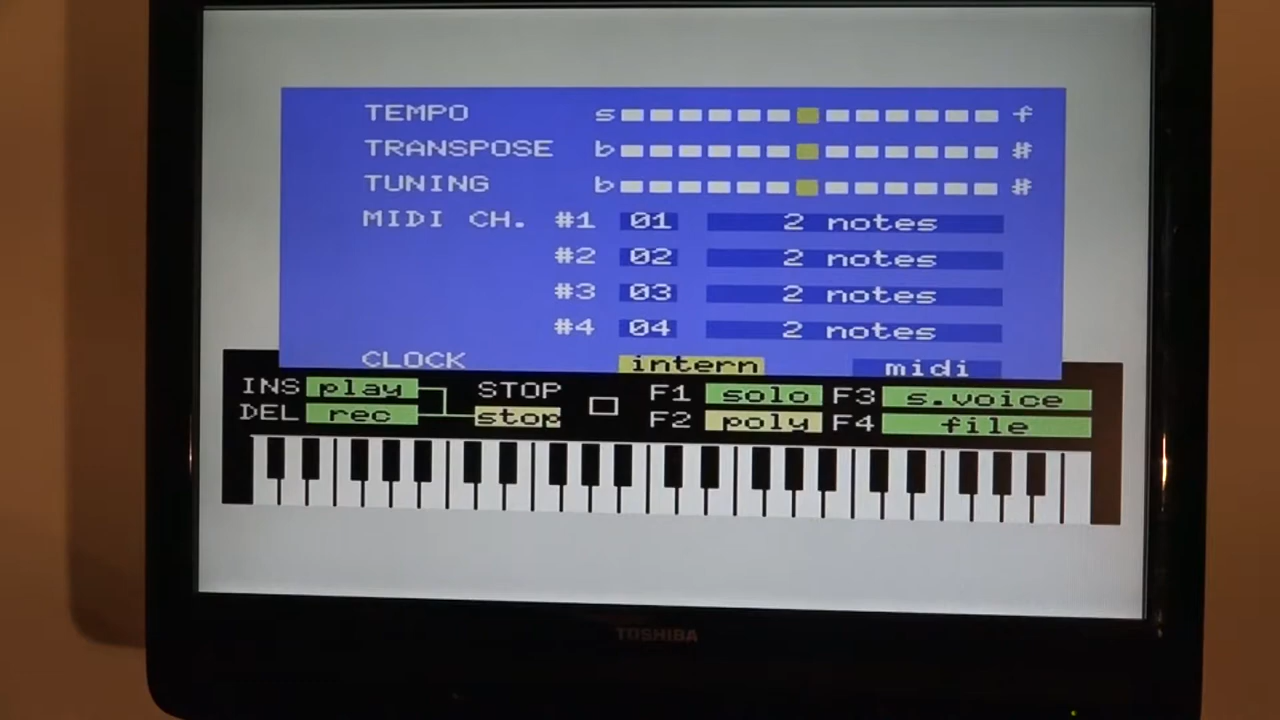 TEMPO s f
TRANSPOSE b #
TUNING b #
MIDI CH. #1 01 2 notes
#2 02 2 notes
#3 03 2 notes
#4 04 2 notes
CLOCK intern midi
INS play STOP F1 solo F3 s.voice
DEL rec stop F2 poly F4 file
TOSHIBA